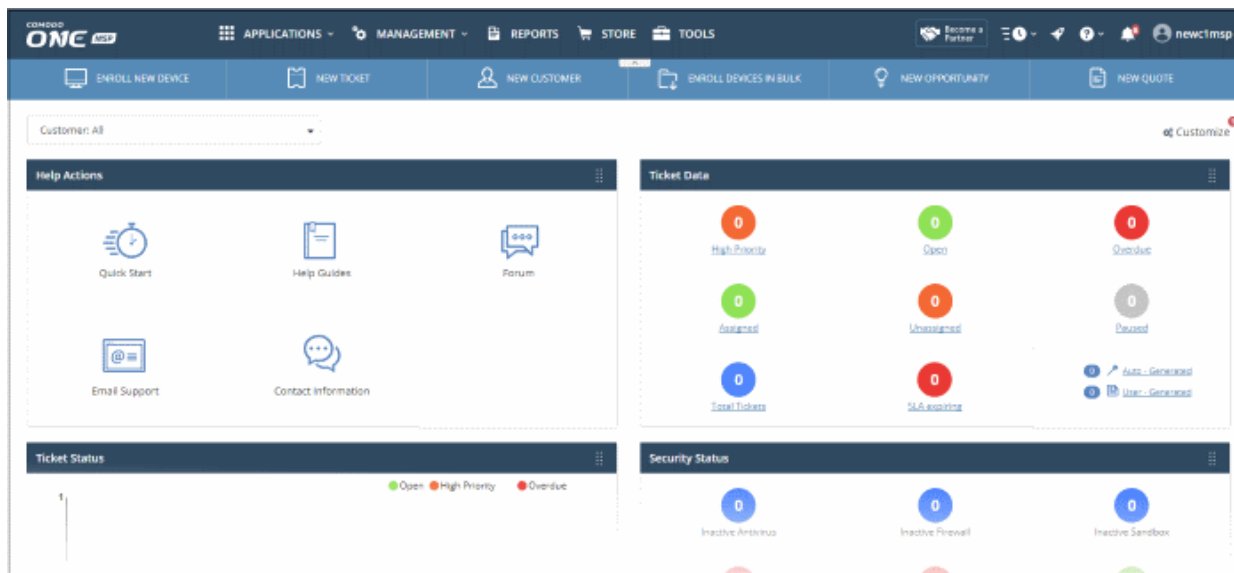 COMODO
ONE MSP
APPLICATIONS
MANAGEMENT
REPORTS
STORE
TOOLS
Become a
Partner
newc1msp
ENROLL NEW DEVICE
NEW TICKET
NEW CUSTOMER
ENROLL DEVICES IN BULK
NEW OPPORTUNITY
NEW QUOTE
Customer: All
Customize
Help Actions
Quick Start
Help Guides
Forum
Email Support
Contact Information
Ticket Data
0
High Priority
0
Open
0
Overdue
0
Assigned
0
Unassigned
0
Paused
0
Total Tickets
0
SLA expiring
0 Auto - Generated
0 User - Generated
Ticket Status
Open High Priority Overdue
1
Security Status
0
Inactive Antivirus
0
Inactive Firewall
0
Inactive Sandbox